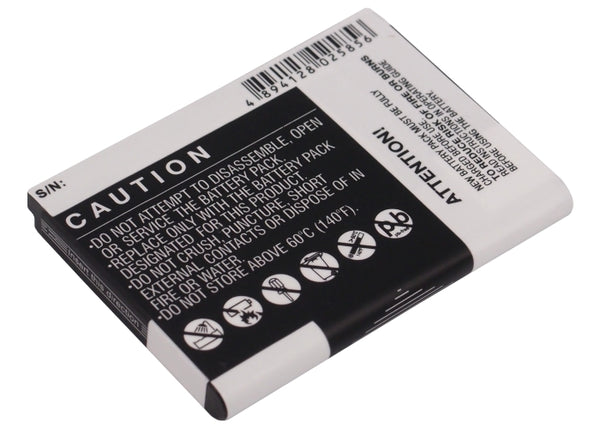 S/N:
4 894128 025856
CAUTION
•DO NOT ATTEMPT TO DISASSEMBLE, OPEN
OR SERVICE THE BATTERY PACK
•REPLACE ONLY WITH THE BATTERY PACK
•DO NOT CRUSH, PUNCTURE, SHORT
EXTERNAL CONTACTS OR DISPOSE OF IN
FIRE OR WATER
•DO NOT STORE ABOVE 60°C (140°F).
pb
ATTENTION!
NEW BATTERY PACK MUST BE FULLY
CHARGED BEFORE USE.
TO REDUCE RISK OF FIRE OR BURNS
READ INSTRUCTIONS IN OPERATING GUIDE
BEFORE USING THE BATTERY.
Insert this direction